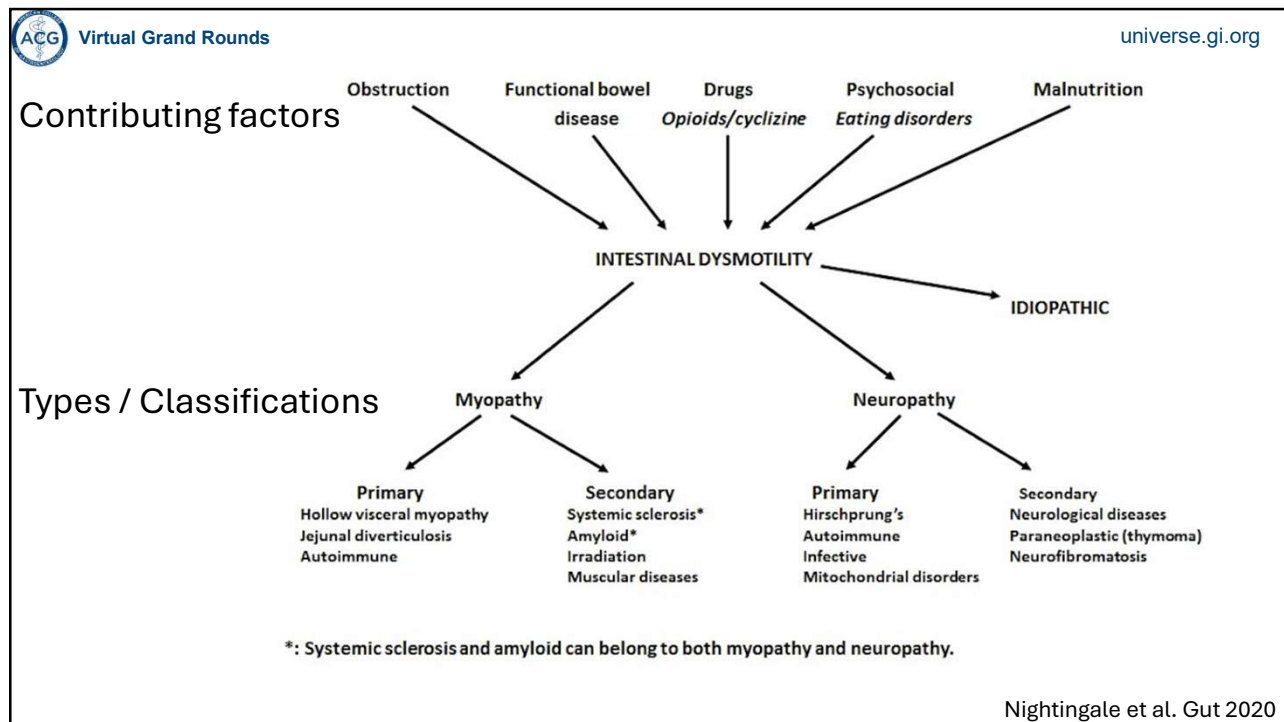 ACG
Virtual Grand Rounds
universe.gi.org
Contributing factors
Obstruction
Functional bowel
disease
Drugs
Opioids/cyclizine
Psychosocial
Eating disorders
Malnutrition
INTESTINAL DYSMOTILITY
IDIOPATHIC
Types / Classifications
Myopathy
Neuropathy
Primary
Hollow visceral myopathy
Jejunal diverticulosis
Autoimmune
Secondary
Systemic sclerosis*
Amyloid*
Irradiation
Muscular diseases
Primary
Hirschprung's
Autoimmune
Infective
Mitochondrial disorders
Secondary
Neurological diseases
Paraneoplastic (thymoma)
Neurofibromatosis
*: Systemic sclerosis and amyloid can belong to both myopathy and neuropathy.
Nightingale et al. Gut 2020